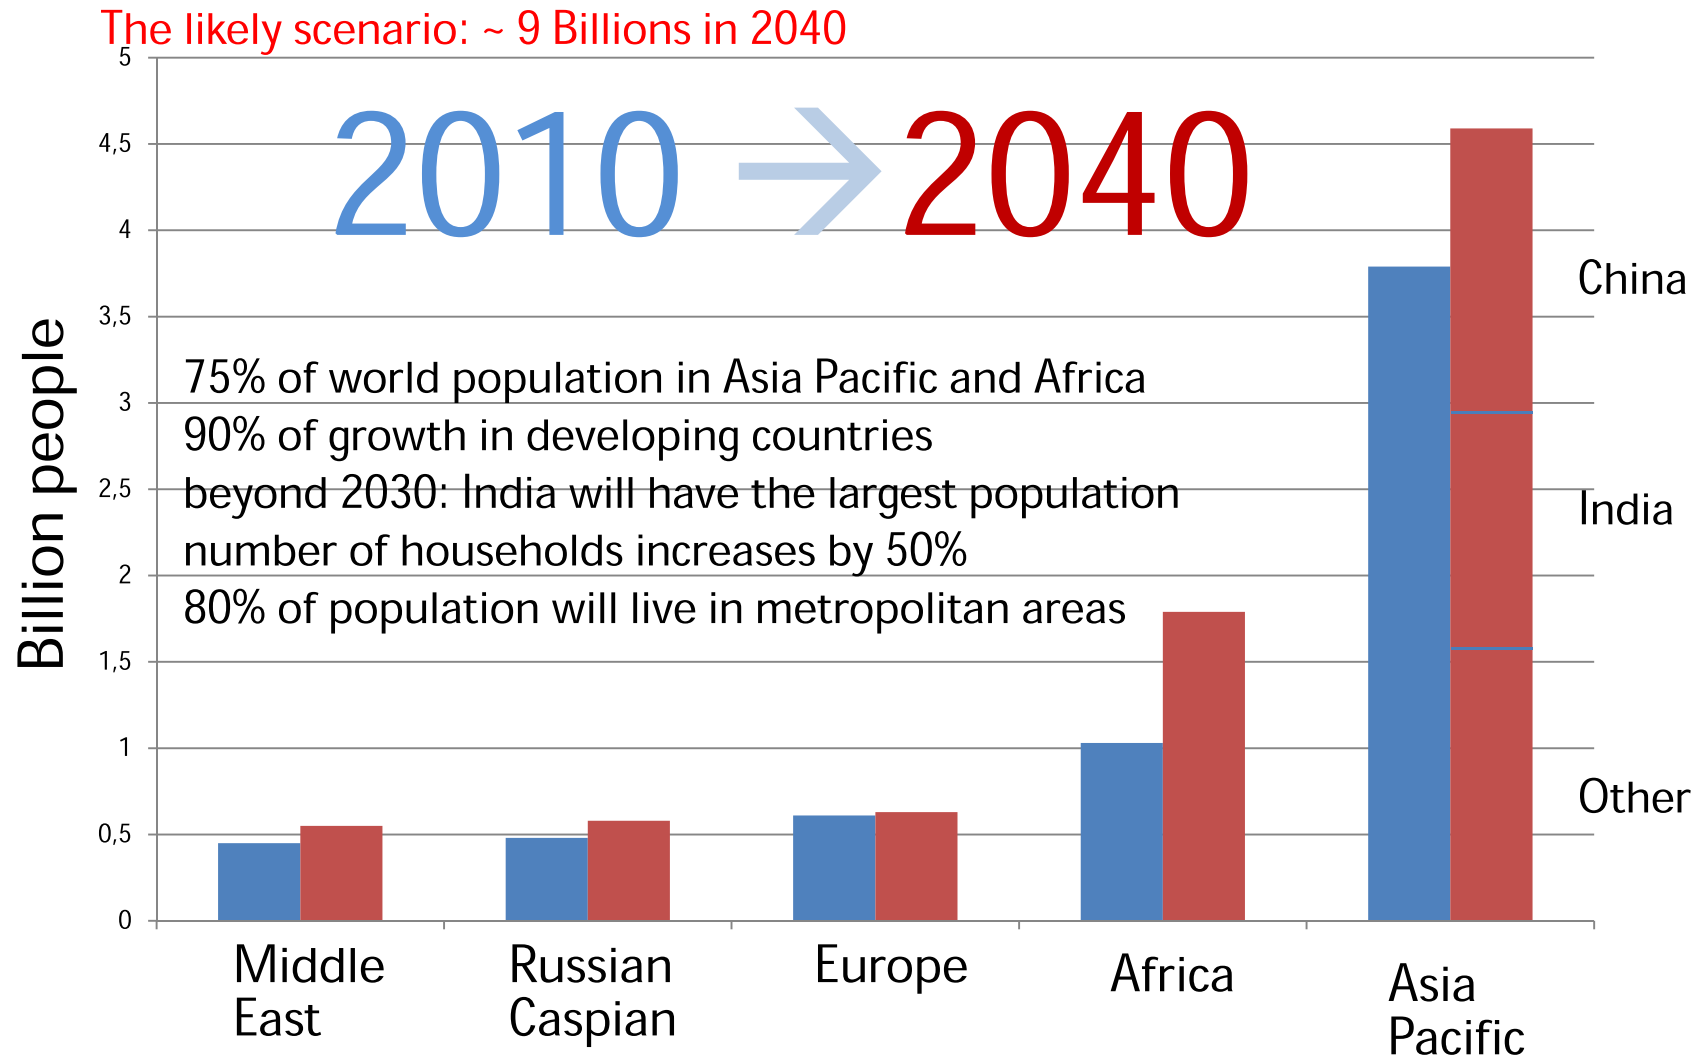 The likely scenario: ~ 9 Billions in 2040
2010 → 2040
75% of world population in Asia Pacific and Africa
90% of growth in developing countries
beyond 2030: India will have the largest population
number of households increases by 50%
80% of population will live in metropolitan areas
Billion people
5
4,5
4
3,5
3
2,5
2
1,5
1
0,5
0
China
India
Other
Middle
East
Russian
Caspian
Europe
Africa
Asia
Pacific